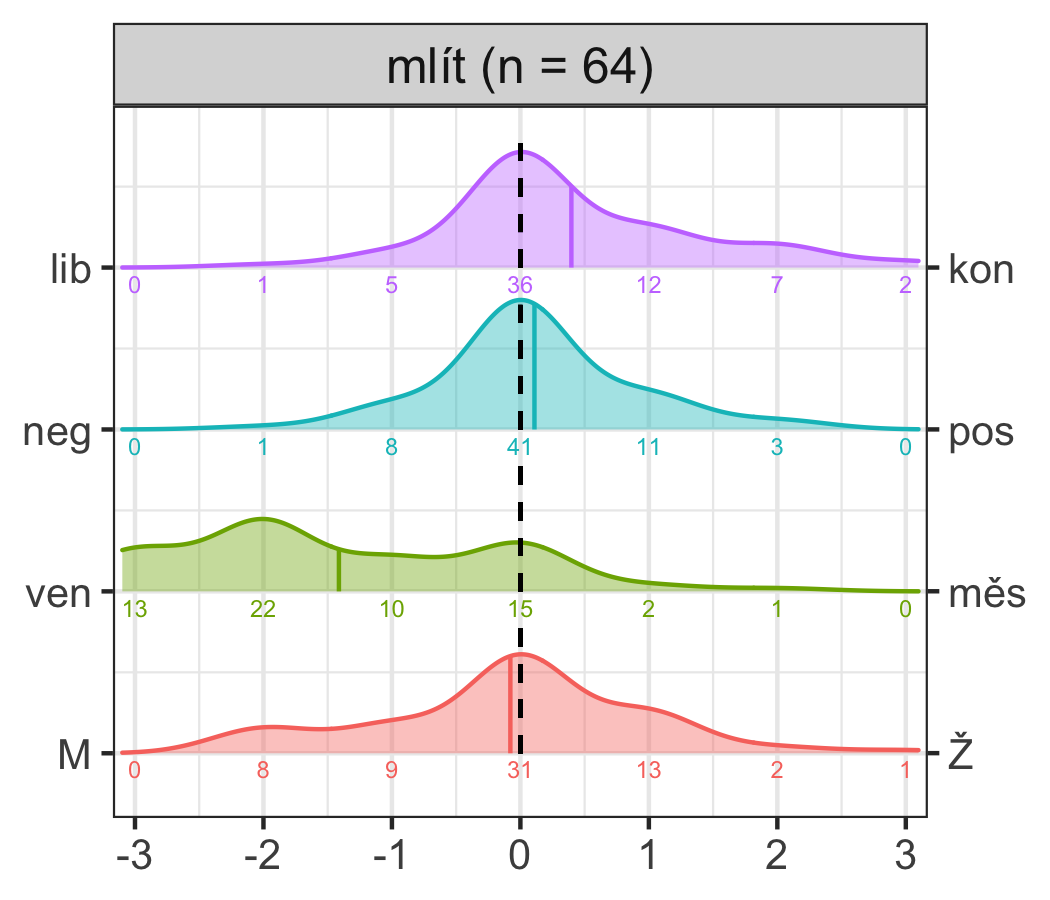 mlít (n = 64)
lib kon
0 1 5 36 12 7 2
neg pos
0 1 8 41 11 3 0
ven měs
13 22 10 15 2 1 0
M Ž
0 8 9 31 13 2 1
-3 -2 -1 0 1 2 3